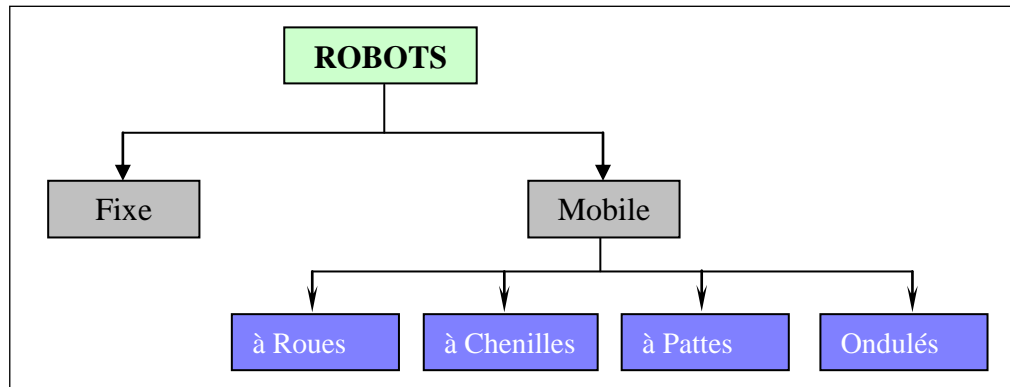 ROBOTS
Fixe
Mobile
à Roues
à Chenilles
à Pattes
Ondulés